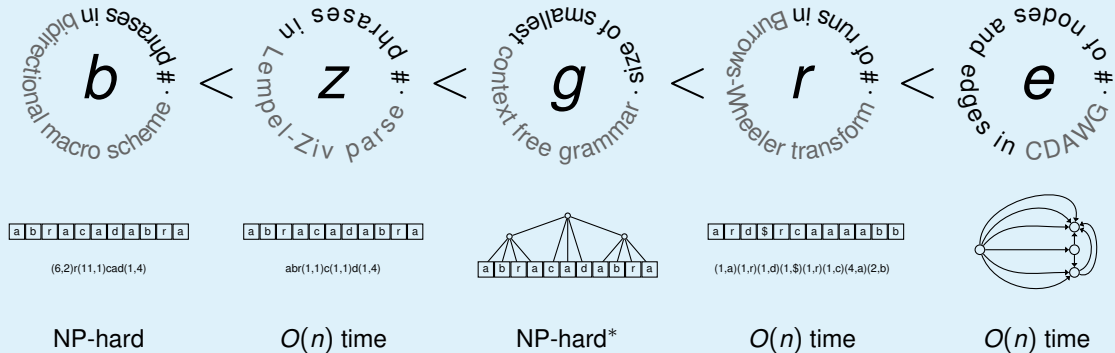 # phrases in bidirectional macro scheme ·
b
<
# phrases in Lempel-Ziv parse ·
z
<
size of smallest context free grammar ·
g
<
# of runs in Burrows-Wheeler transform ·
r
<
# of nodes and edges in CDAWG ·
e
a b r a c a d a b r a
a b r a c a d a b r a
a b r a c a d a b r a
a r d $ r c a a a a b b
(6,2)r(11,1)cad(1,4)
abr(1,1)c(1,1)d(1,4)
(1,a)(1,r)(1,d)(1,$)(1,r)(1,c)(4,a)(2,b)
NP-hard
O(n) time
NP-hard*
O(n) time
O(n) time